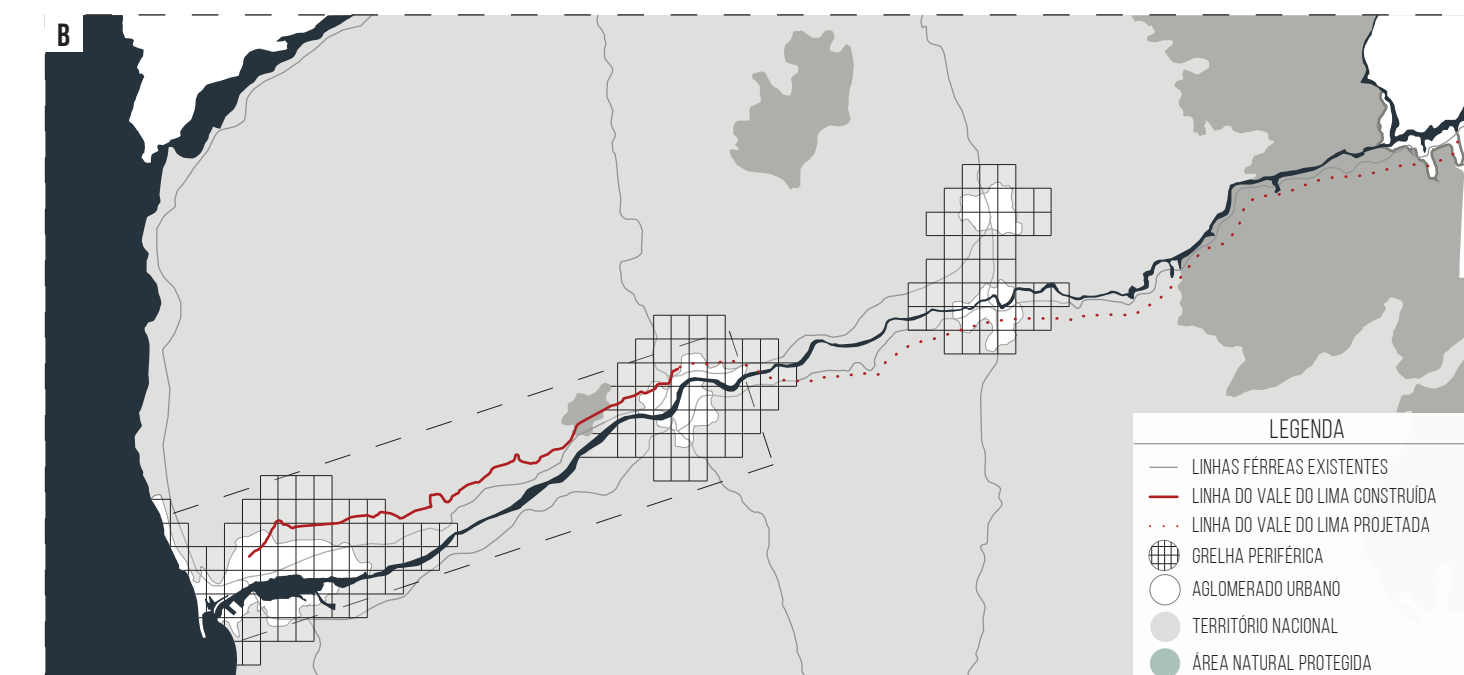 B
LEGENDA
LINHAS FÉRREAS EXISTENTES
LINHA DO VALE DO LIMA CONSTRUÍDA
LINHA DO VALE DO LIMA PROJETADA
GRELHA PERIFÉRICA
AGLOMERADO URBANO
TERRITÓRIO NACIONAL
ÁREA NATURAL PROTEGIDA